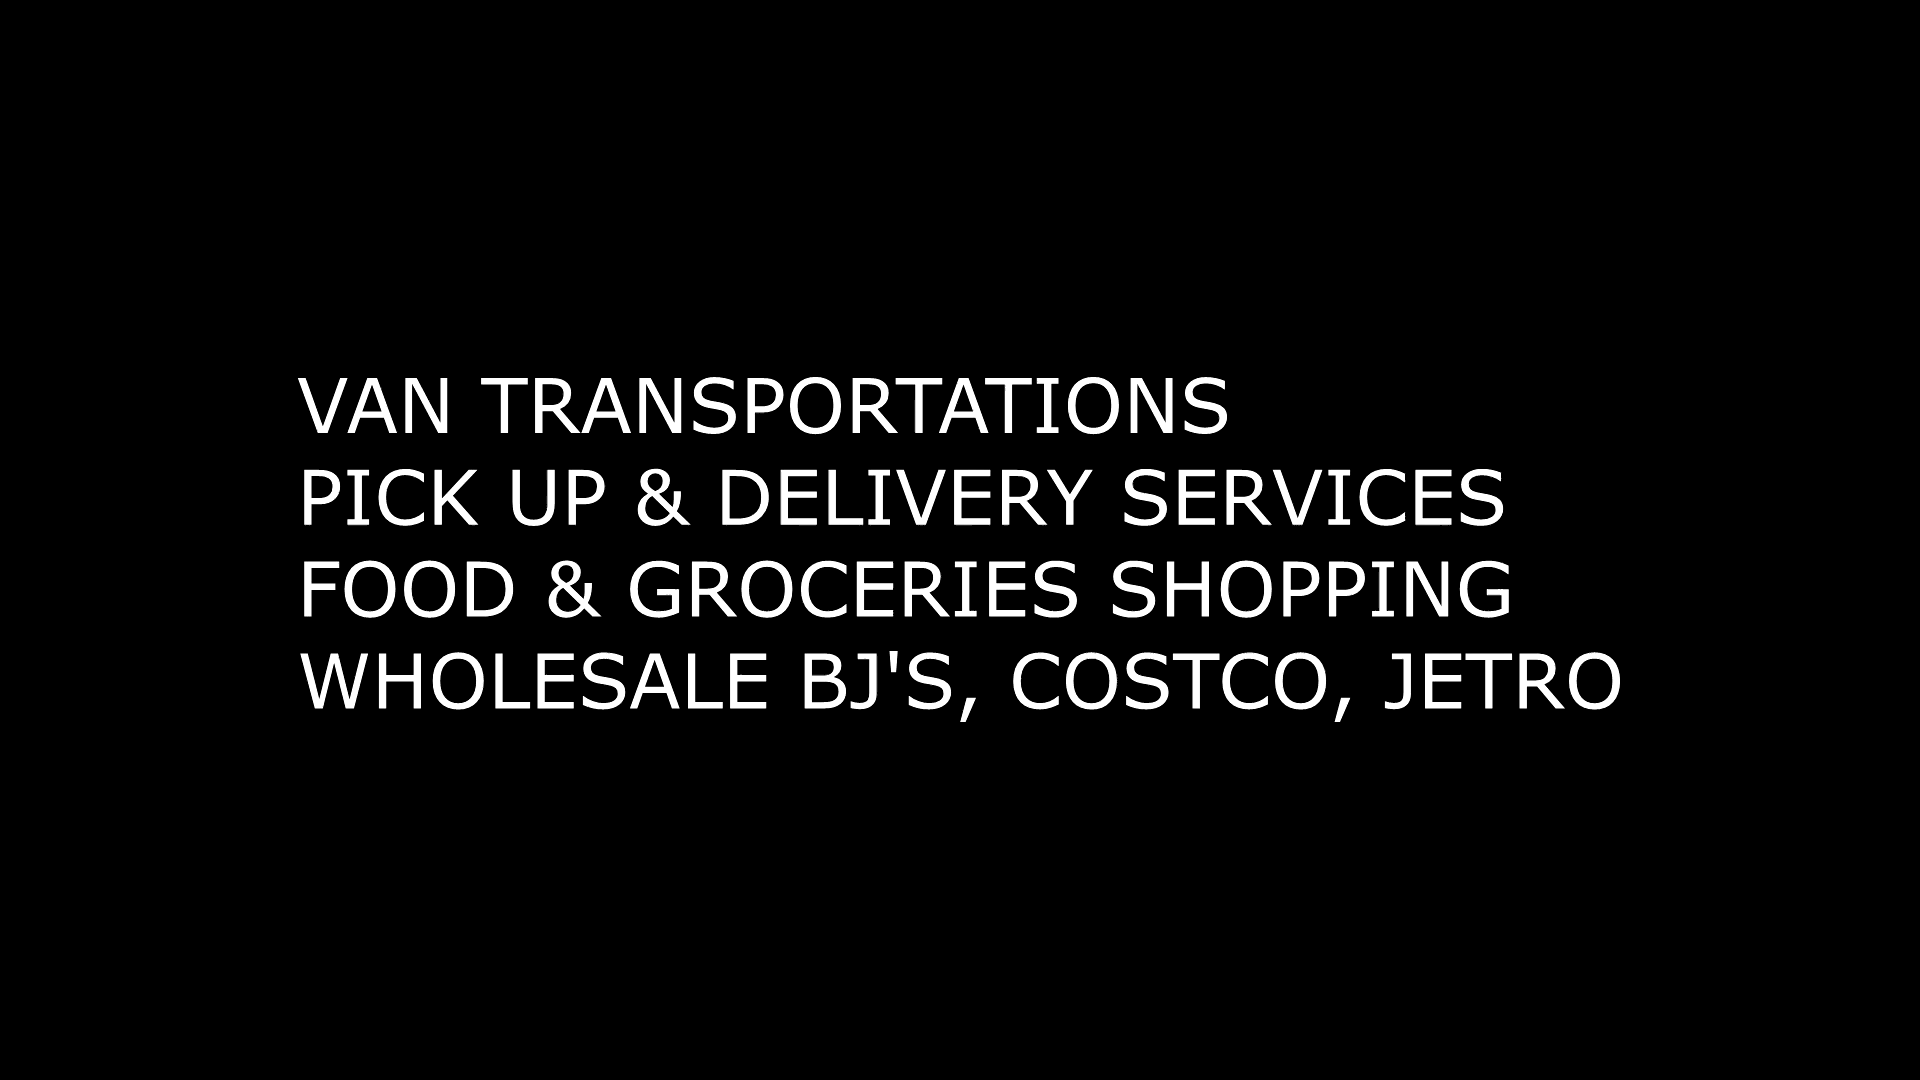 VAN TRANSPORTATIONS
PICK UP & DELIVERY SERVICES
FOOD & GROCERIES SHOPPING
WHOLESALE BJ'S, COSTCO, JETRO